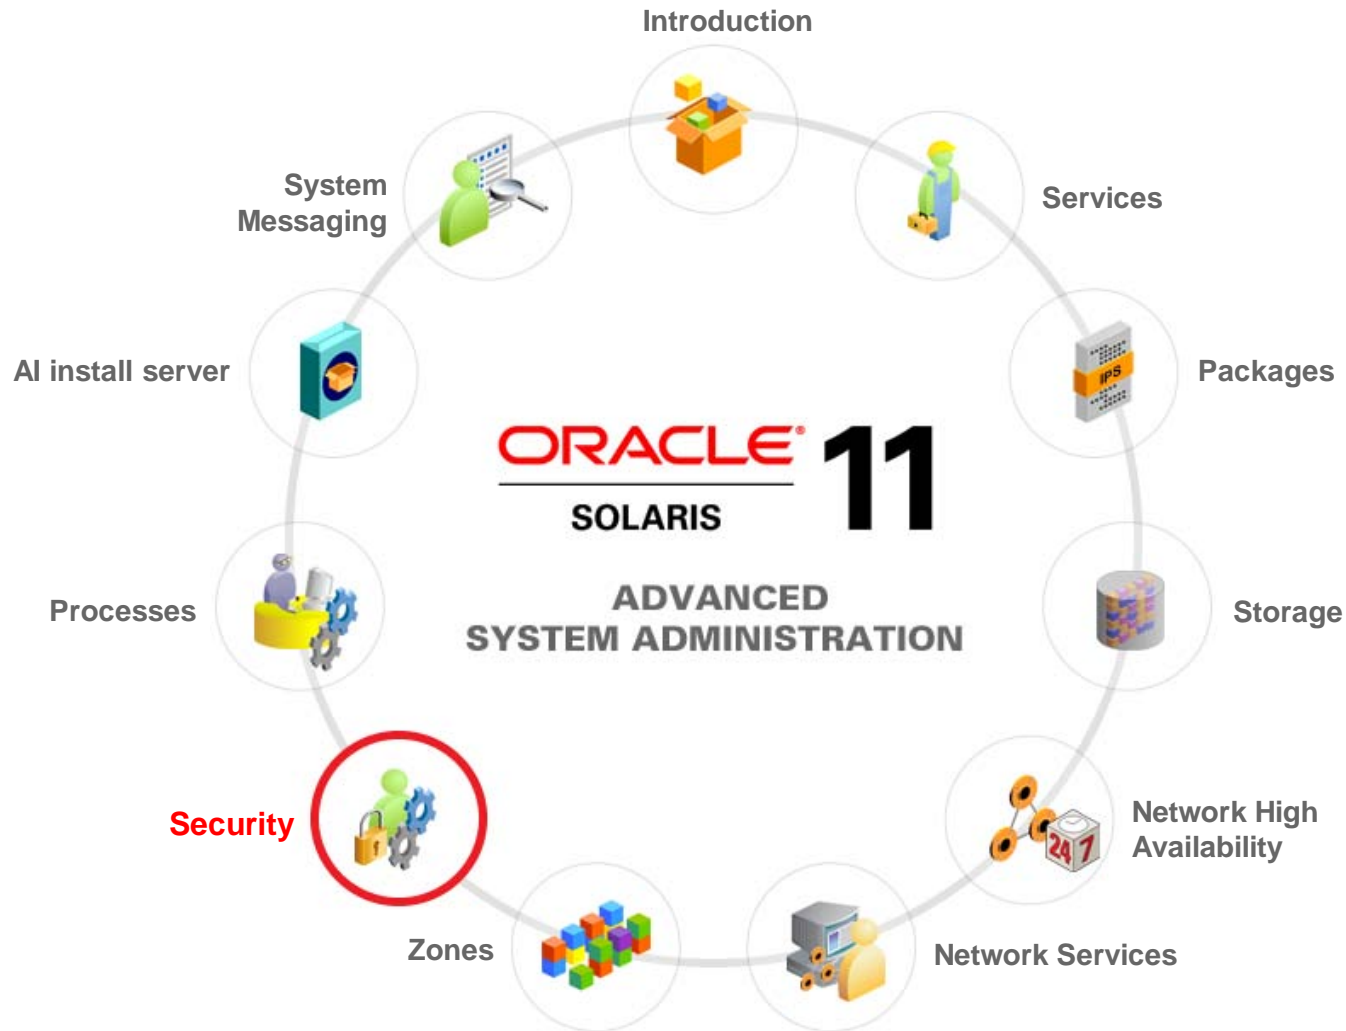 Introduction
System
Messaging
Services
AI install server
Packages
IPS
ORACLE®
SOLARIS
11
ADVANCED
SYSTEM ADMINISTRATION
Processes
Storage
Security
Network High
Availability
24 7
Zones
Network Services